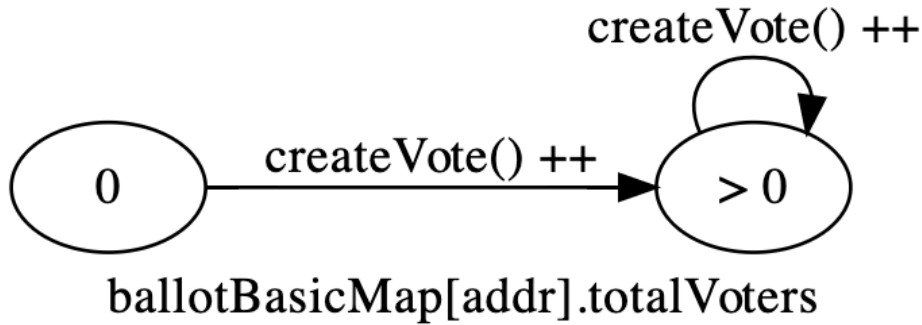 createVote() ++
createVote() ++
0
> 0
ballotBasicMap[addr].totalVoters